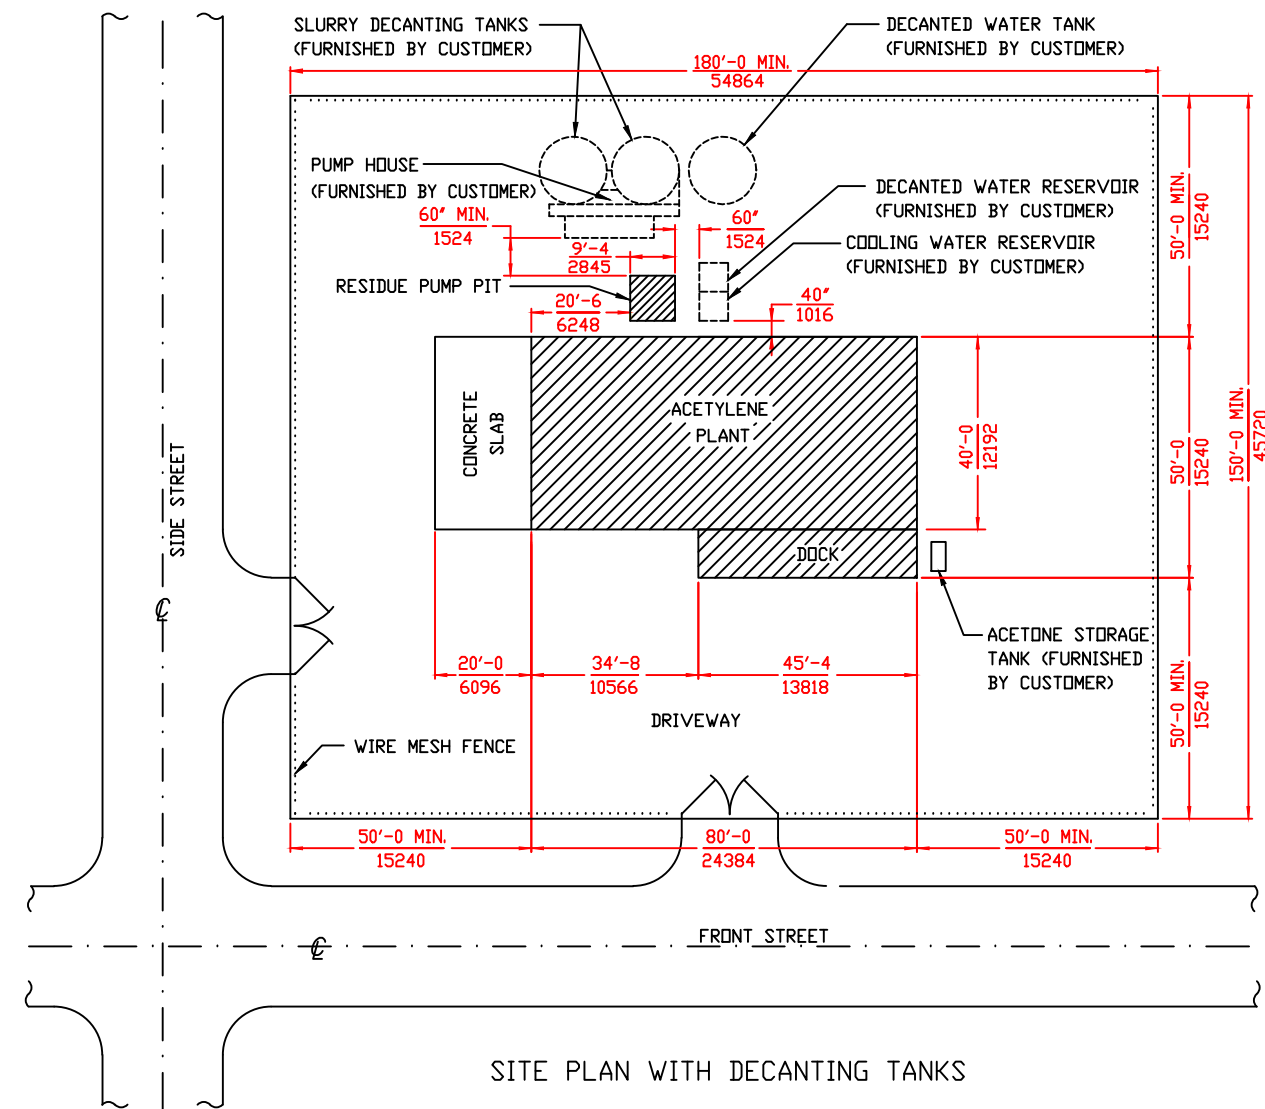 SLURRY DECANTING TANKS
(FURNISHED BY CUSTOMER)
DECANTED WATER TANK
(FURNISHED BY CUSTOMER)
180'-0 MIN.
54864
PUMP HOUSE
(FURNISHED BY CUSTOMER)
DECANTED WATER RESERVOIR
(FURNISHED BY CUSTOMER)
50'-0 MIN.
15240
60" MIN.
1524
60"
1524
COOLING WATER RESERVOIR
(FURNISHED BY CUSTOMER)
9'-4
2845
RESIDUE PUMP PIT
20'-6
6248
40"
1016
CONCRETE
SLAB
ACETYLENE
PLANT
40'-0
12192
50'-0
15240
150'-0 MIN.
45720
SIDE STREET
DOCK
℄
ACETONE STORAGE
TANK (FURNISHED
BY CUSTOMER)
20'-0
6096
34'-8
10566
45'-4
13818
50'-0 MIN.
15240
DRIVEWAY
WIRE MESH FENCE
50'-0 MIN.
15240
80'-0
24384
50'-0 MIN.
15240
℄
FRONT STREET
SITE PLAN WITH DECANTING TANKS